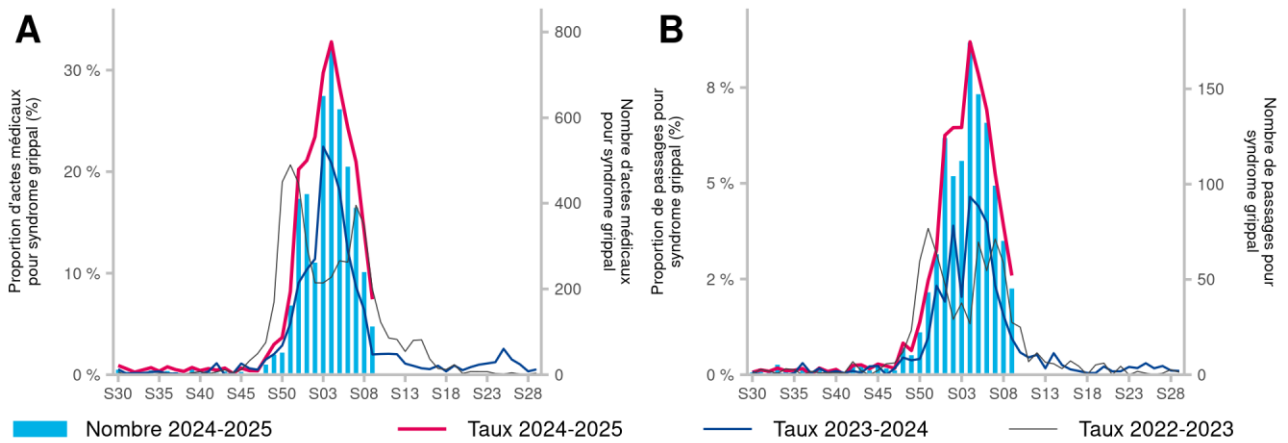 A
Proportion d'actes médicaux
pour syndrome grippal (%)
30 %
20 %
10 %
0 %
800
600
400
200
0
Nombre d'actes médicaux
pour syndrome grippal
S30
S35
S40
S45
S50
S03
S08
S13
S18
S23
S28
B
Proportion de passages pour
syndrome grippal (%)
8 %
5 %
2 %
0 %
150
100
50
0
Nombre de passages pour
syndrome grippal
S30
S35
S40
S45
S50
S03
S08
S13
S18
S23
S28
Nombre 2024-2025
Taux 2024-2025
Taux 2023-2024
Taux 2022-2023